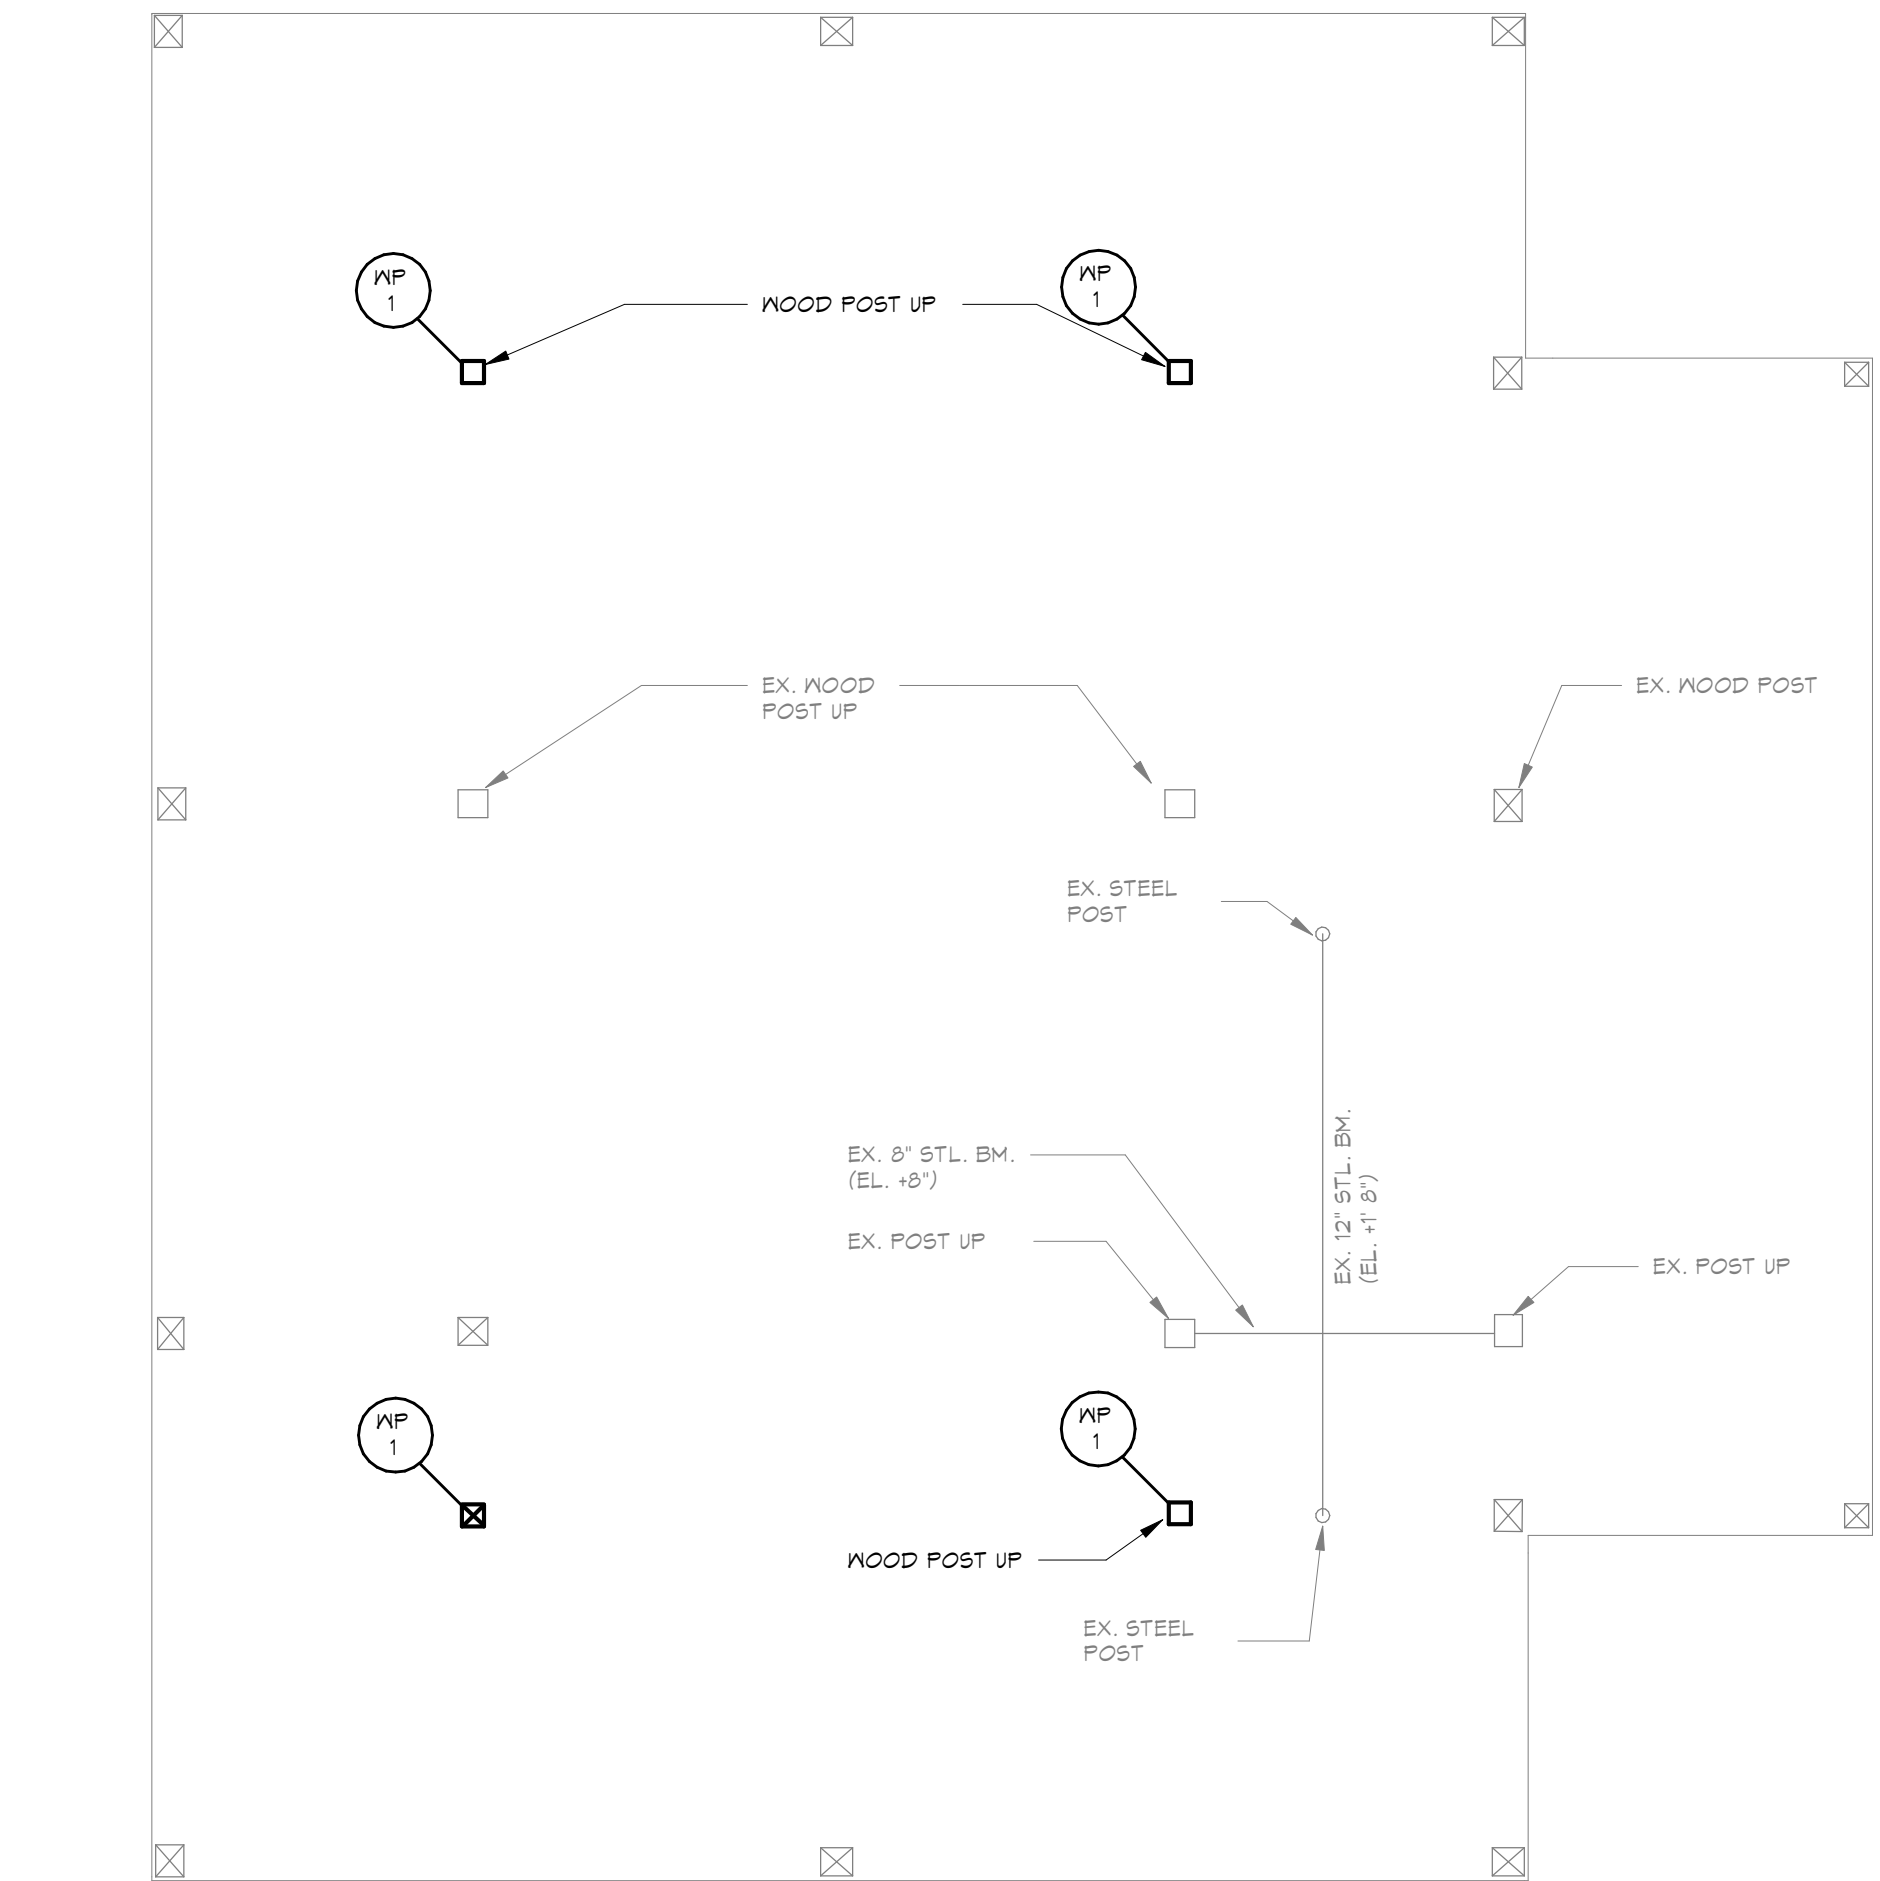 WP
1
WP
1
WOOD POST UP
EX. WOOD
POST UP
EX. WOOD POST
EX. STEEL
POST
EX. 8" STL. BM.
(EL. +8")
EX. 12" STL. BM.
(EL. +1' 8")
EX. POST UP
EX. POST UP
WP
1
WP
1
WOOD POST UP
EX. STEEL
POST